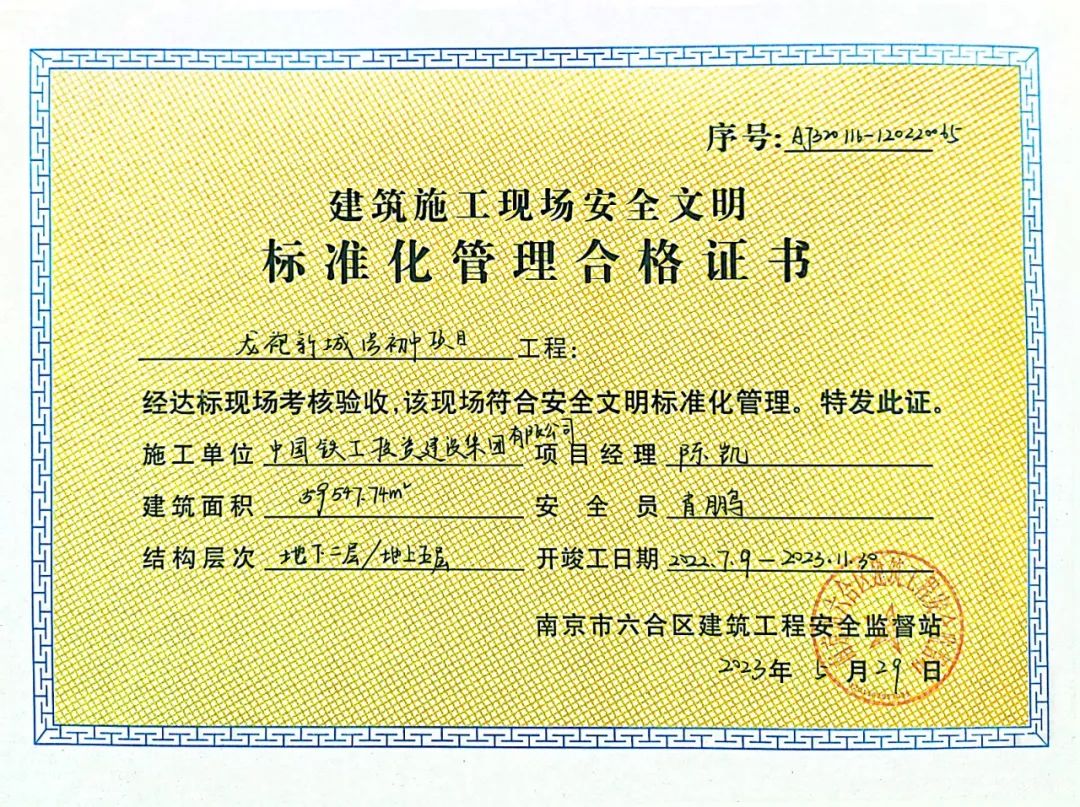 序号: AJ320116-120220065
建筑施工现场安全文明
标准化管理合格证书
龙袍新城高初中项目 工程:
经达标现场考核验收,该现场符合安全文明标准化管理。特发此证。
施工单位 中国铁工投资建设集团有限公司 项目经理 陈凯
建筑面积 59547.74m² 安全员 肖鹏
结构层次 地下二层/地上五层 开竣工日期 2022.7.9-2023.11.30
南京市六合区建筑工程安全监督站
2023年5月29日